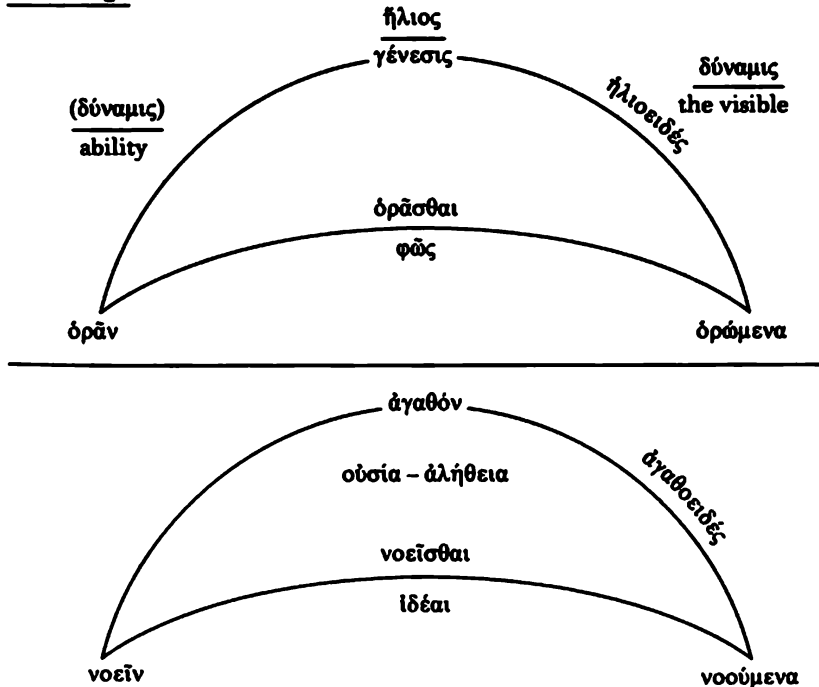 ἥλιος
γένεσις
δύναμις
the visible
ἡλιοειδές
(δύναμις)
ability
ὁρᾶσθαι
φῶς
ὁρᾶν
ὁρώμενα
ἀγαθόν
ἀγαθοειδές
οὐσία – ἀλήθεια
νοεῖσθαι
ἰδέαι
νοεῖν
νοούμενα